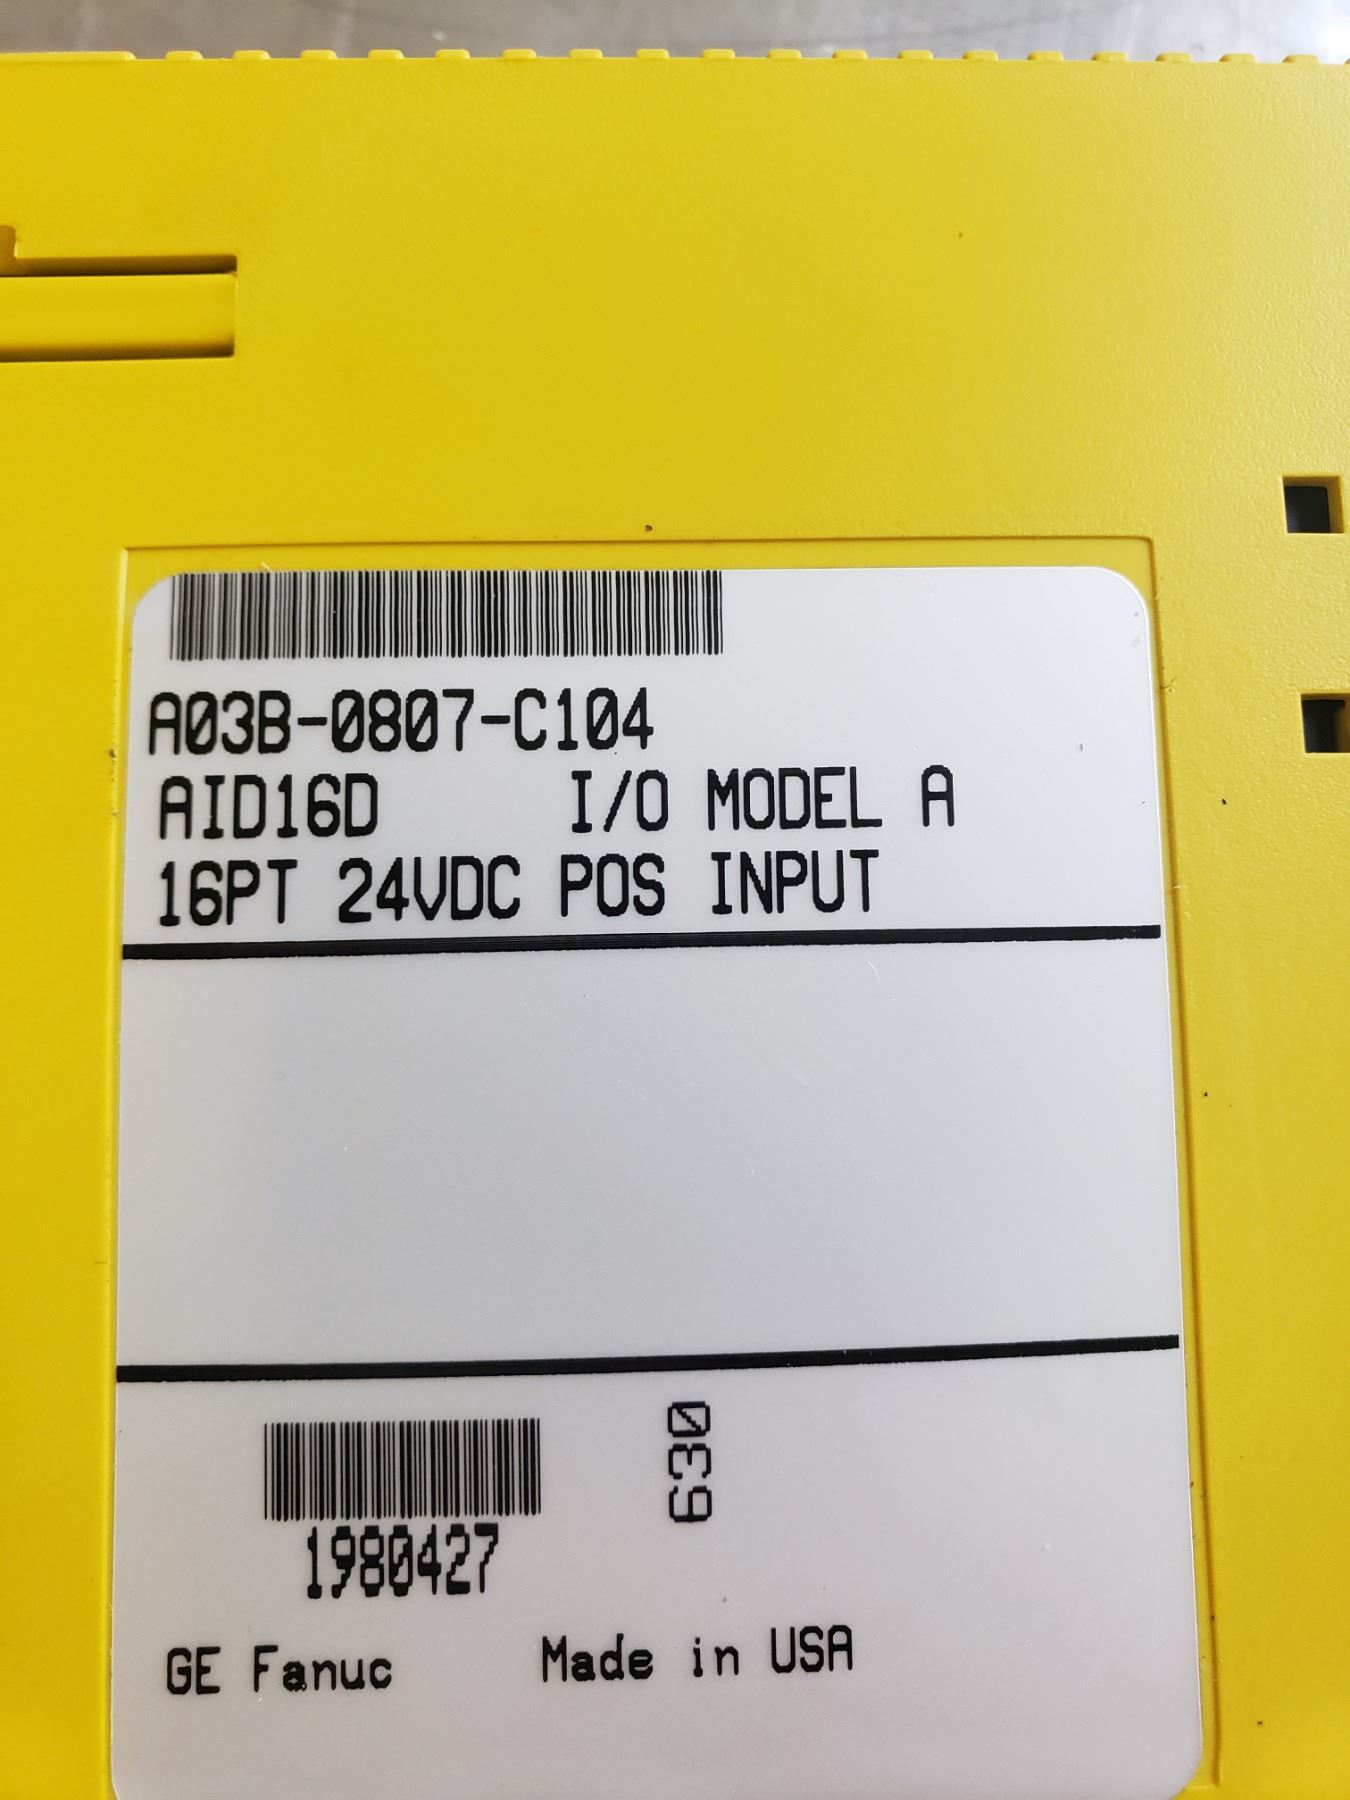 A03B-0807-C104
AID16D I/O MODEL A
16PT 24VDC POS INPUT
630
1980427
GE Fanuc Made in USA